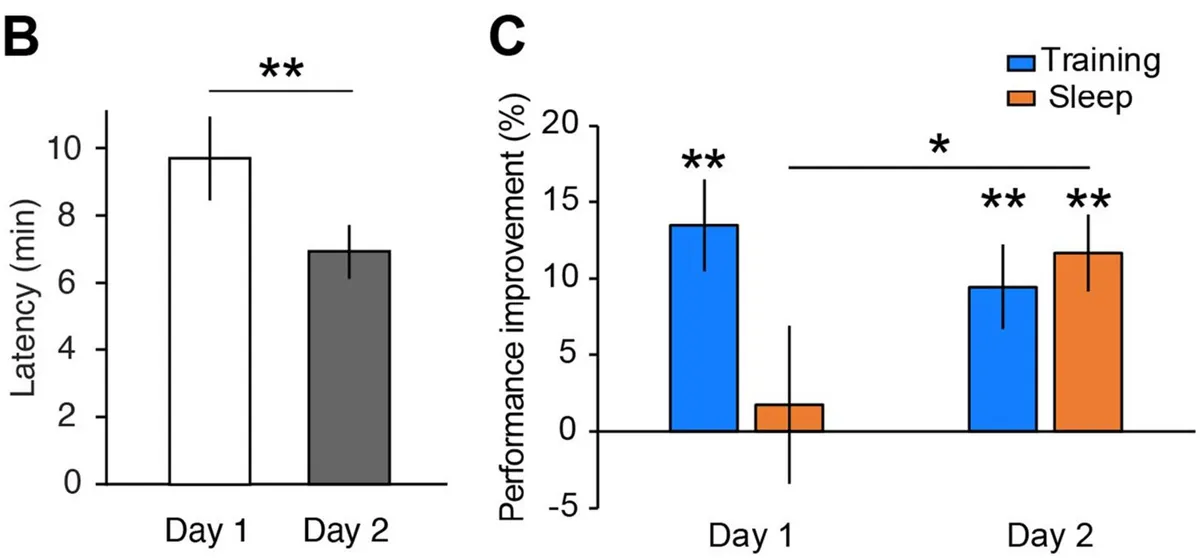 B
**
Latency (min)
10
8
6
4
2
0
Day 1 Day 2
C
Training
Sleep
Performance improvement (%)
20
15
10
5
0
-5
**
*
** **
Day 1 Day 2